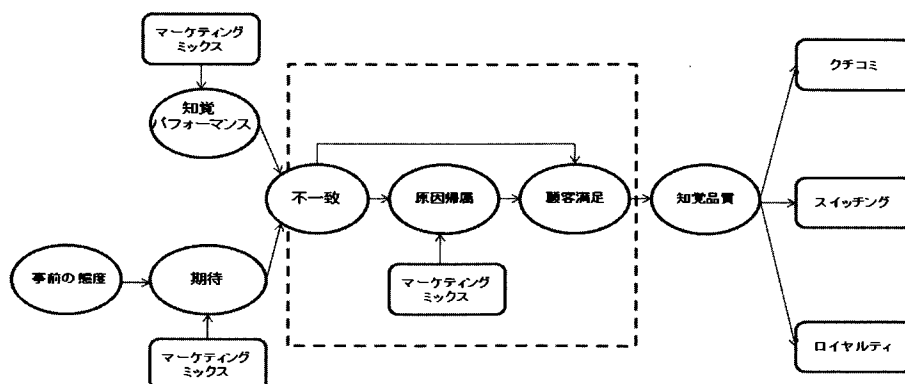 マーケティング
ミックス
クチコミ
知覚
パフォーマンス
不一致
原因帰属
顧客満足
知覚品質
スイッチング
事前の態度
期待
マーケティング
ミックス
マーケティング
ミックス
ロイヤルティ